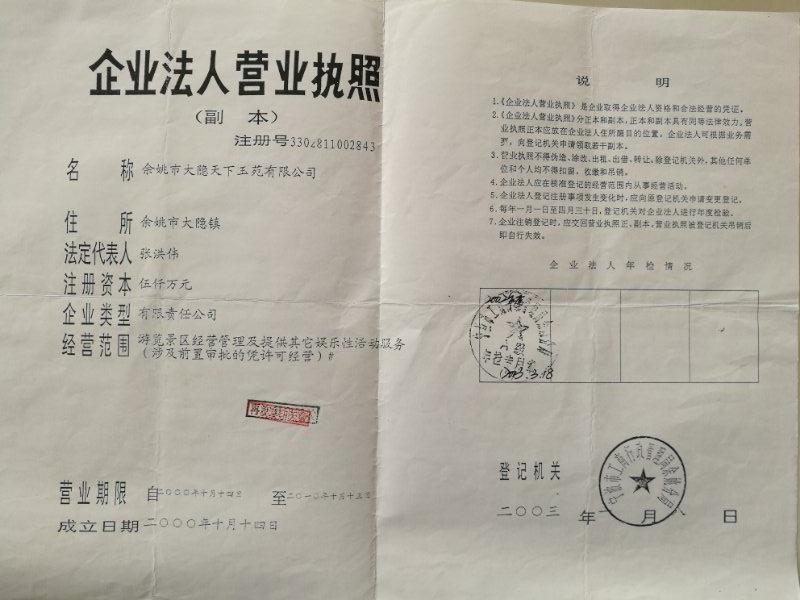 企业法人营业执照
（副 本）
注册号3302811002843
名 称 余姚市大隐天下玉苑有限公司
住 所 余姚市大隐镇
法定代表人 张洪伟
注册资本 伍仟万元
企业类型 有限责任公司
经营范围 游览景区经营管理及提供其它娱乐性活动服务
（涉及前置审批的凭许可经营）#
营业期限 自二〇〇〇年十月十四日 至二〇一〇年十月十三日
成立日期 二〇〇〇年十月十四日
说 明
1.《企业法人营业执照》是企业取得企业法人资格和合法经营的凭证。
2.《企业法人营业执照》分正本和副本，正本和副本具有同等法律效力。营
业执照正本应放在企业法人住所醒目的位置。企业法人可根据业务需
要，向登记机关申请领取若干副本。
3.营业执照不得伪造、涂改、出租、出借、转让。除登记机关外，其他任何单
位和个人均不得扣留、收缴和吊销。
4.企业法人应在核准登记的经营范围内从事经营活动。
5.企业法人登记注册事项发生变化时，应向原登记机关申请变更登记。
6.每年一月一日至四月三十日，登记机关对企业法人进行年度检验。
7.企业注销登记时，应交回营业执照正、副本。营业执照被登记机关吊销后
即自行失效。
企业法人年检情况
2003.3.18
登记机关
宁波市工商行政管理局余姚分局
二〇〇三 年 月 日